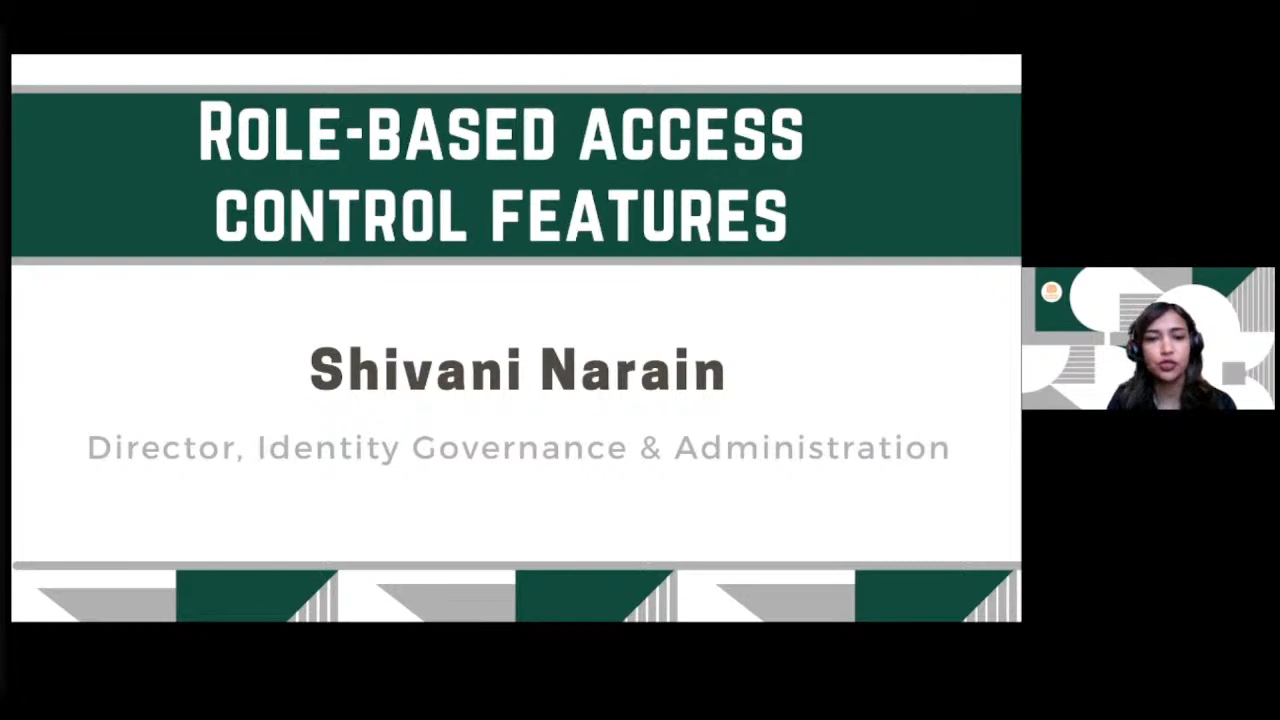 ROLE-BASED ACCESS
CONTROL FEATURES
Shivani Narain
Director, Identity Governance & Administration